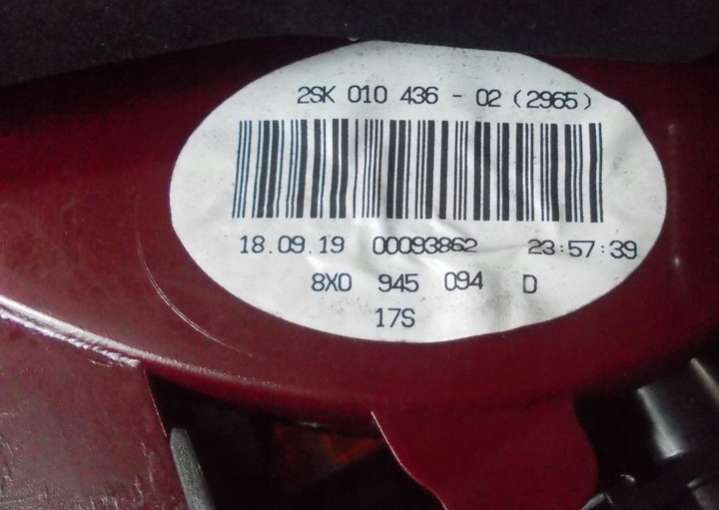 2SK 010 436 - 02 (2965)
18.09.19 00093862 23:57:39
8X0 945 094 D
17S